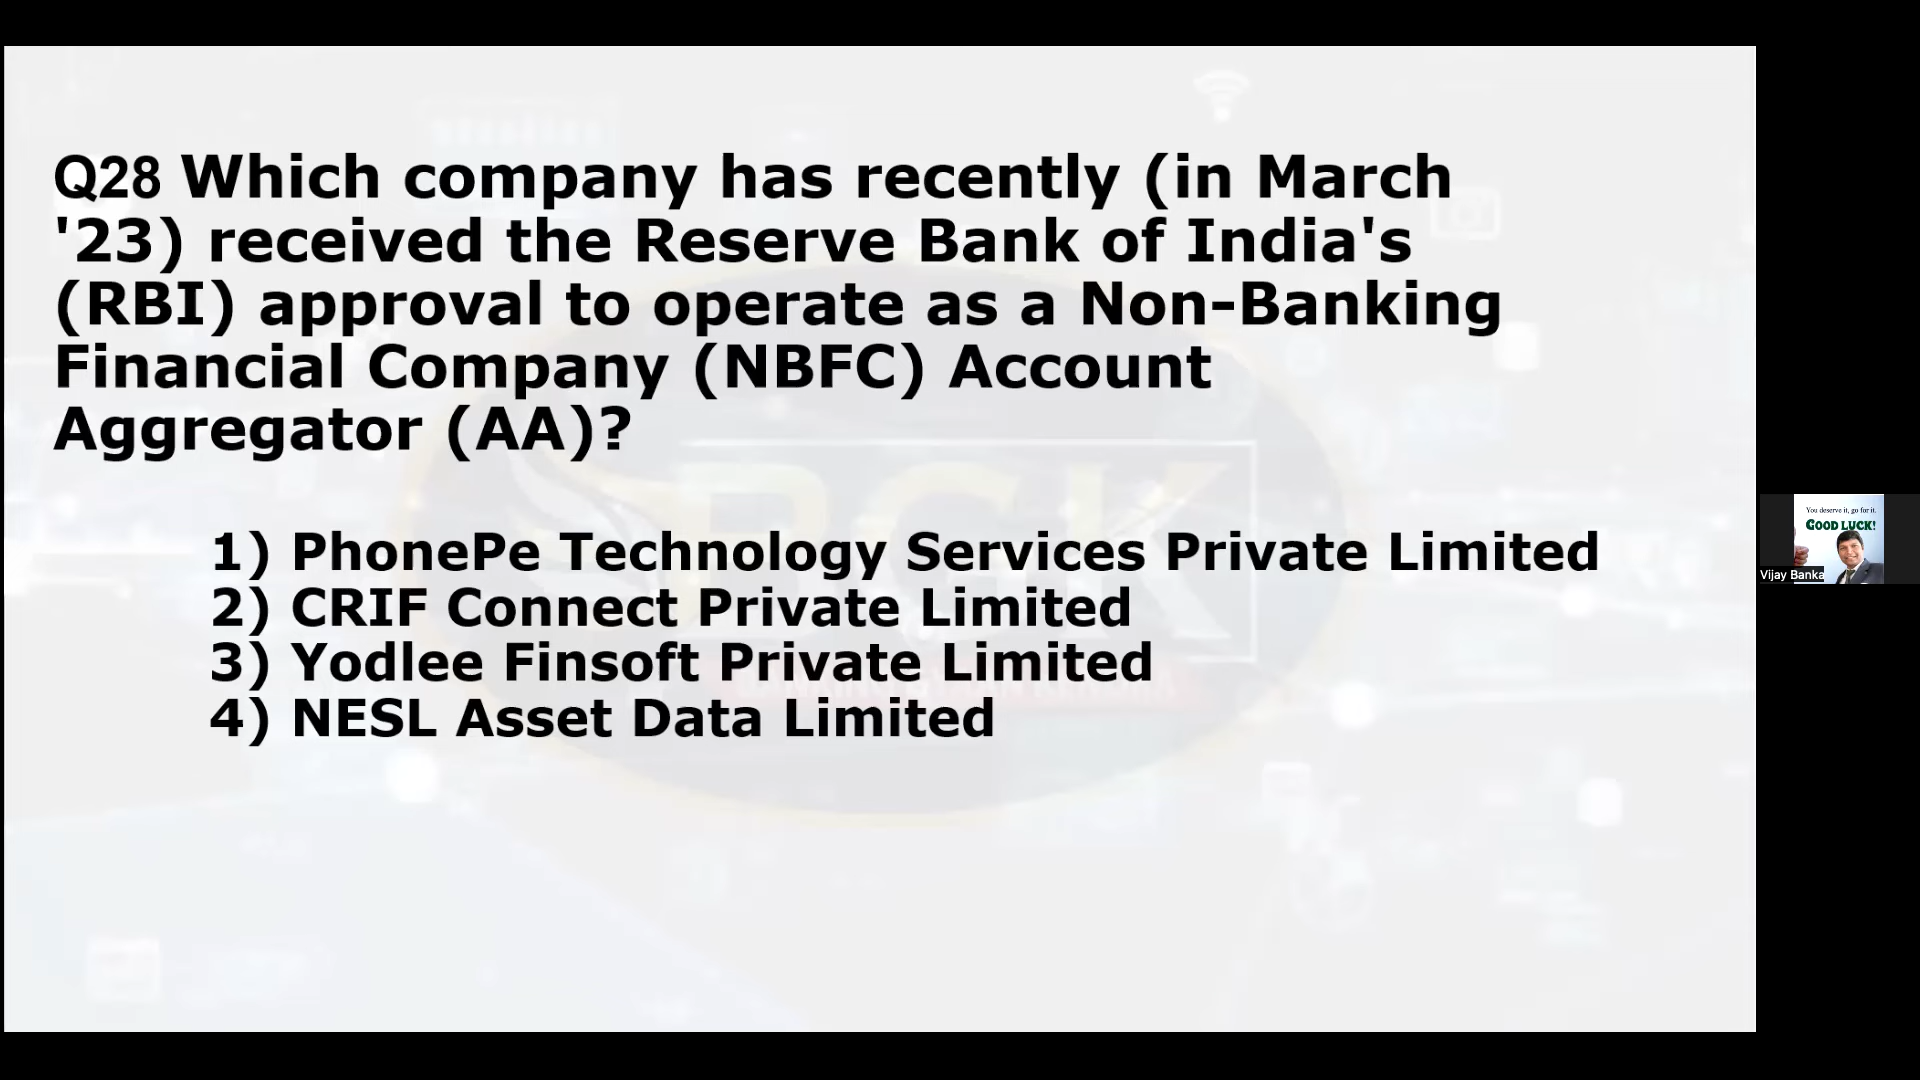 Q28 Which company has recently (in March
'23) received the Reserve Bank of India's
(RBI) approval to operate as a Non-Banking
Financial Company (NBFC) Account
Aggregator (AA)?
1) PhonePe Technology Services Private Limited
2) CRIF Connect Private Limited
3) Yodlee Finsoft Private Limited
4) NESL Asset Data Limited
You deserve it, go for it.
GOOD LUCK!
Vijay Banka
BGK